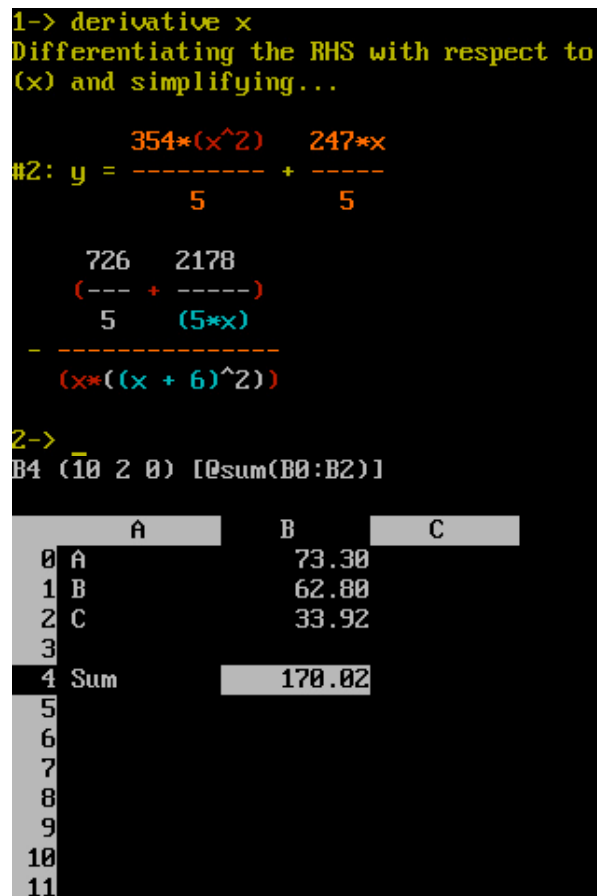 1-> derivative x
Differentiating the RHS with respect to
(x) and simplifying...
354*(x^2) 247*x
#2: y = --------- + -----
5 5
726 2178
(--- + -----)
5 (5*x)
- ---------------
(x*((x + 6)^2))
2-> _
B4 (10 2 0) [@sum(B0:B2)]
A B C
0 A 73.30
1 B 62.80
2 C 33.92
3
4 Sum 170.02
5
6
7
8
9
10
11